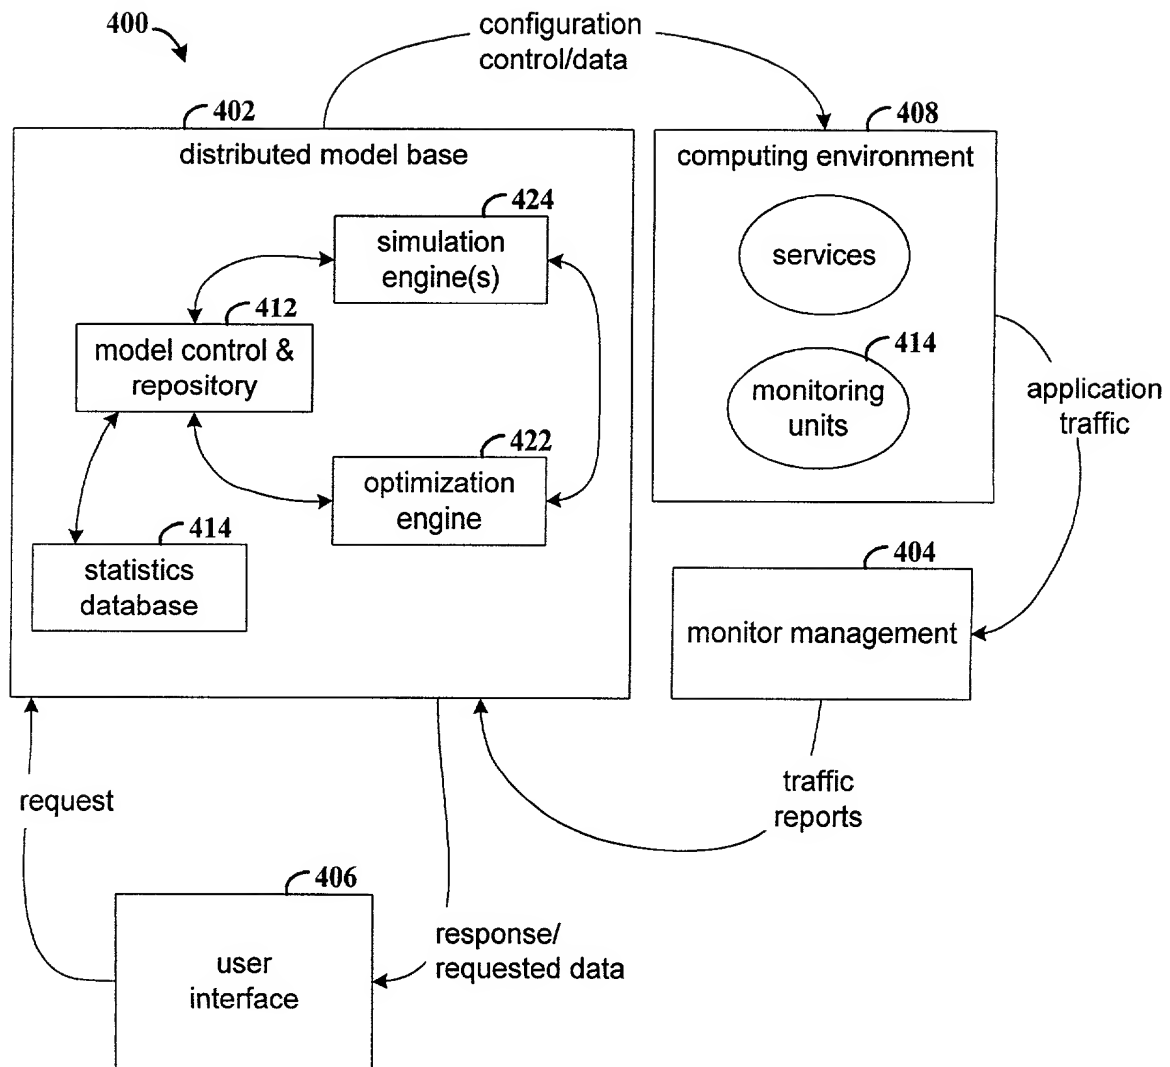 400
configuration
control/data
402
distributed model base
408
computing environment
424
simulation
engine(s)
services
412
model control &
repository
414
monitoring
units
application
traffic
422
optimization
engine
414
statistics
database
404
monitor management
request
traffic
reports
406
user
interface
response/
requested data